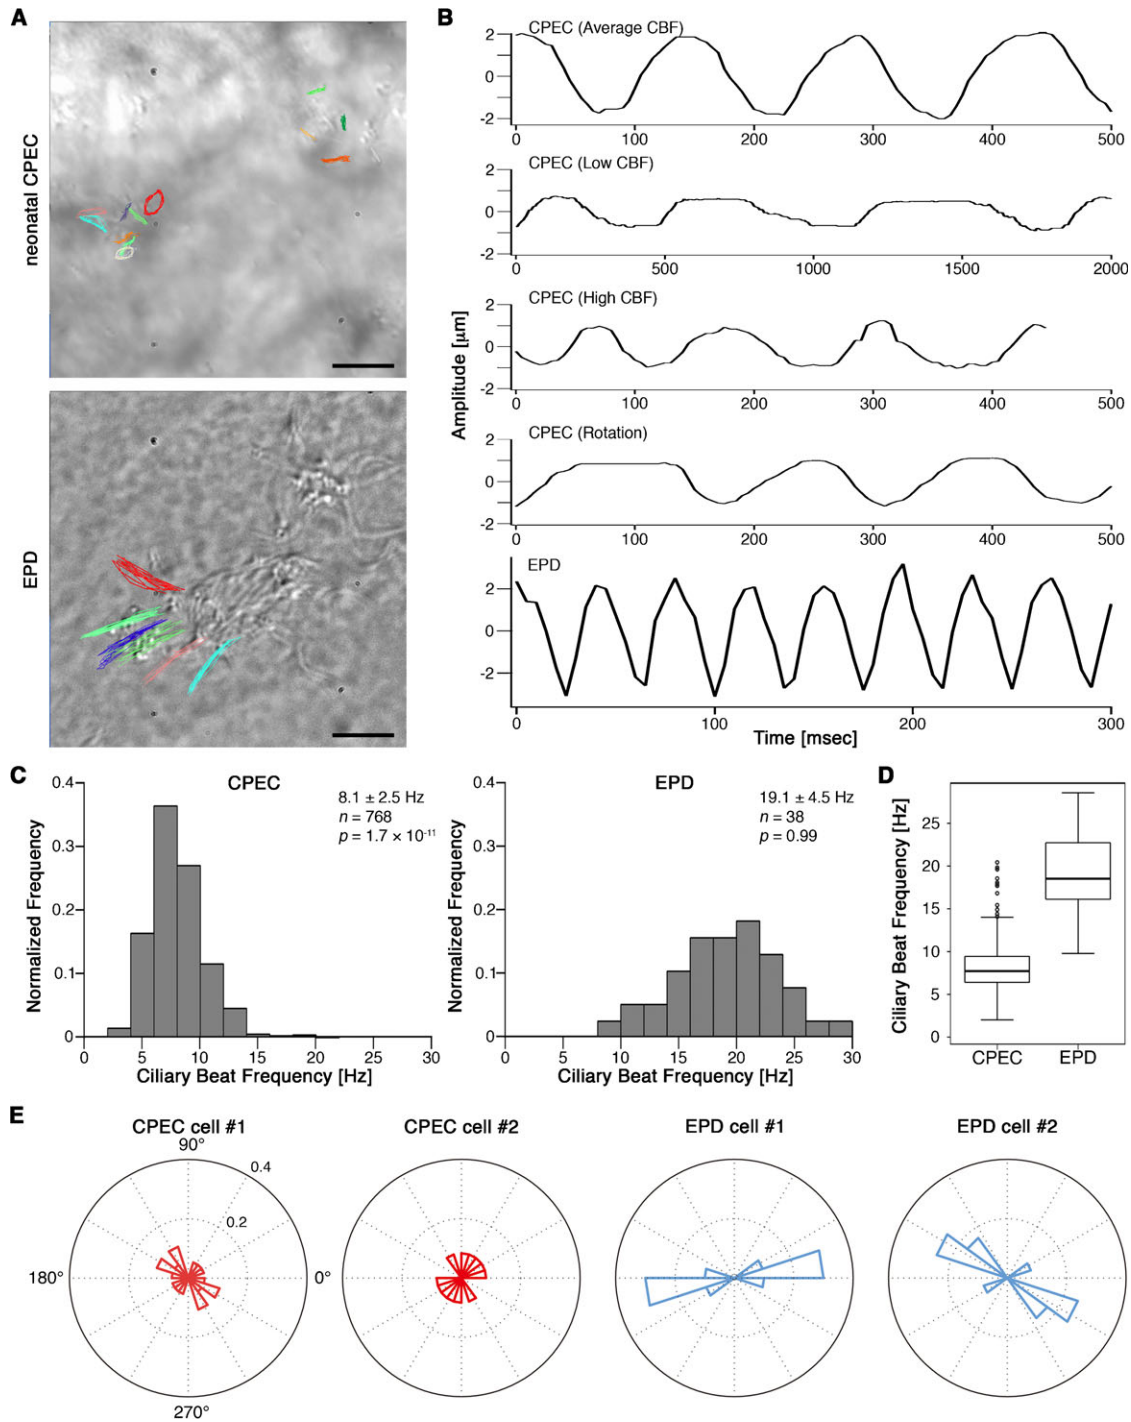 A
neonatal CPEC
EPD
B
CPEC (Average CBF)
2
0
-2
0 100 200 300 400 500
CPEC (Low CBF)
2
0
-2
0 500 1000 1500 2000
CPEC (High CBF)
2
0
-2
0 100 200 300 400 500
CPEC (Rotation)
2
0
-2
0 100 200 300 400 500
EPD
2
0
-2
0 100 200 300
Amplitude [µm]
Time [msec]
C
CPEC
8.1 ± 2.5 Hz
n = 768
p = 1.7 × 10⁻¹¹
Normalized Frequency
0.4
0.3
0.2
0.1
0
0 5 10 15 20 25 30
Ciliary Beat Frequency [Hz]
EPD
19.1 ± 4.5 Hz
n = 38
p = 0.99
Normalized Frequency
0.4
0.3
0.2
0.1
0
0 5 10 15 20 25 30
Ciliary Beat Frequency [Hz]
D
Ciliary Beat Frequency [Hz]
25
20
15
10
5
0
CPEC EPD
E
CPEC cell #1
90°
0.4
0.2
180°
0°
270°
CPEC cell #2
EPD cell #1
EPD cell #2